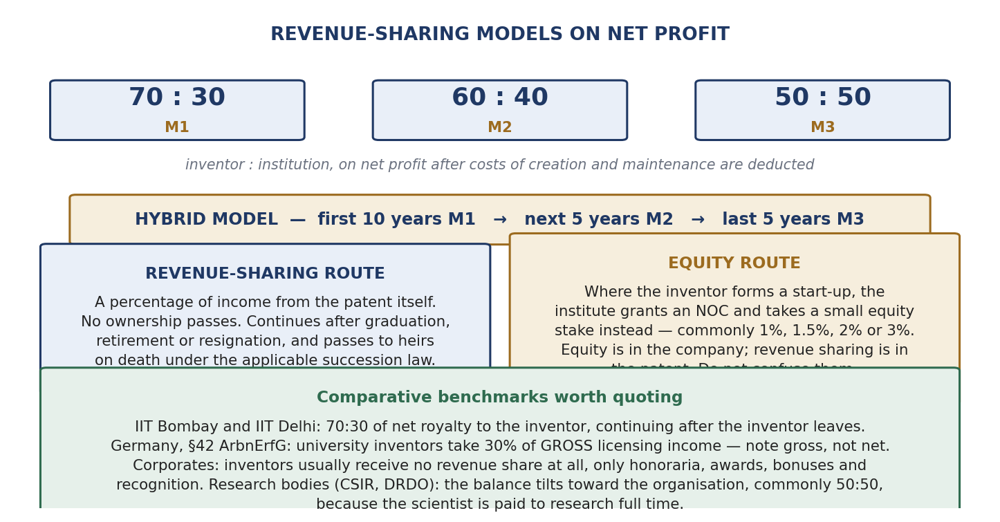 REVENUE-SHARING MODELS ON NET PROFIT
70 : 30
M1
60 : 40
M2
50 : 50
M3
inventor : institution, on net profit after costs of creation and maintenance are deducted
HYBRID MODEL — first 10 years M1 → next 5 years M2 → last 5 years M3
REVENUE-SHARING ROUTE
A percentage of income from the patent itself.
No ownership passes. Continues after graduation,
retirement or resignation, and passes to heirs
on death under the applicable succession law.
EQUITY ROUTE
Where the inventor forms a start-up, the
institute grants an NOC and takes a small equity
stake instead — commonly 1%, 1.5%, 2% or 3%.
Equity is in the company; revenue sharing is in
the patent. Do not confuse them.
Comparative benchmarks worth quoting
IIT Bombay and IIT Delhi: 70:30 of net royalty to the inventor, continuing after the inventor leaves.
Germany, §42 ArbnErfG: university inventors take 30% of GROSS licensing income — note gross, not net.
Corporates: inventors usually receive no revenue share at all, only honoraria, awards, bonuses and
recognition. Research bodies (CSIR, DRDO): the balance tilts toward the organisation, commonly 50:50,
because the scientist is paid to research full time.